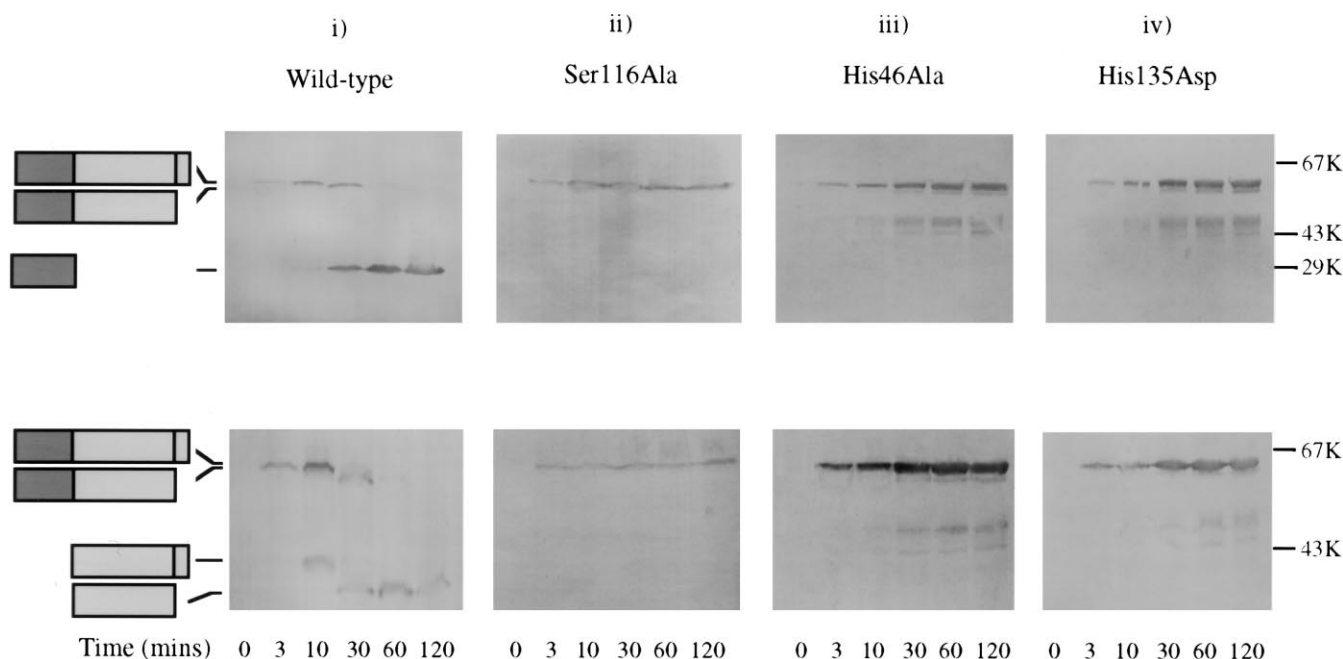 i)
ii)
iii)
iv)
Wild-type
Ser116Ala
His46Ala
His135Asp
67K
43K
29K
67K
43K
Time (mins) 0 3 10 30 60 120 0 3 10 30 60 120 0 3 10 30 60 120 0 3 10 30 60 120